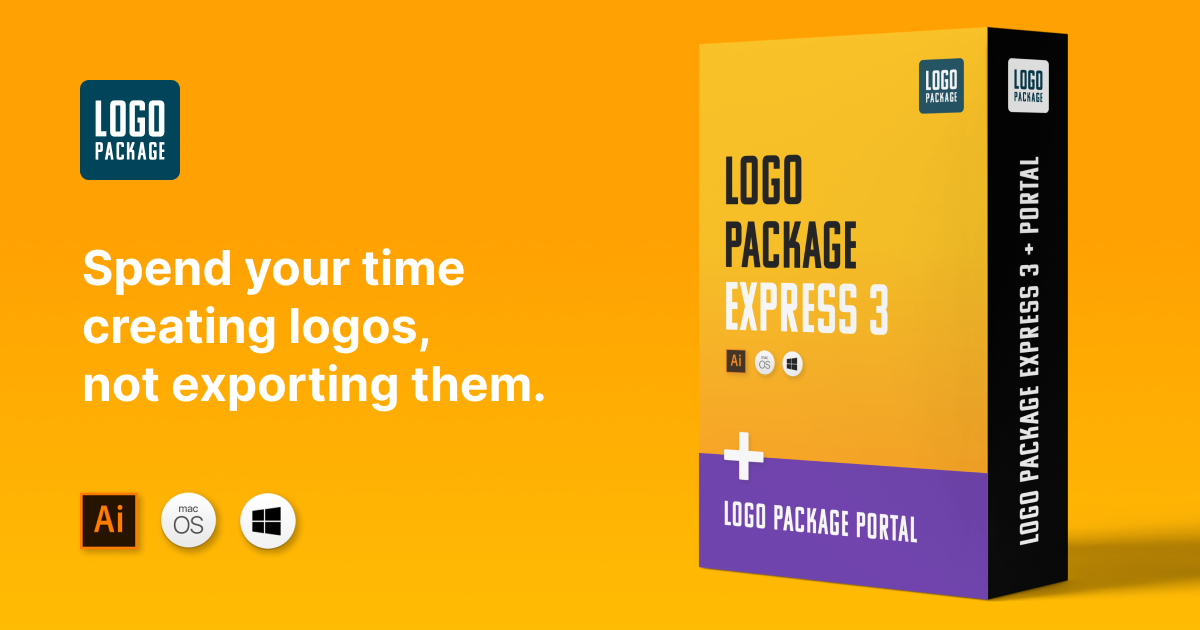 LOGO
PACKAGE
Spend your time
creating logos,
not exporting them.
Ai
mac
OS
LOGO
PACKAGE
LOGO
PACKAGE
EXPRESS 3
Ai
mac
OS
+
LOGO PACKAGE PORTAL
LOGO
PACKAGE
LOGO PACKAGE EXPRESS 3 + PORTAL